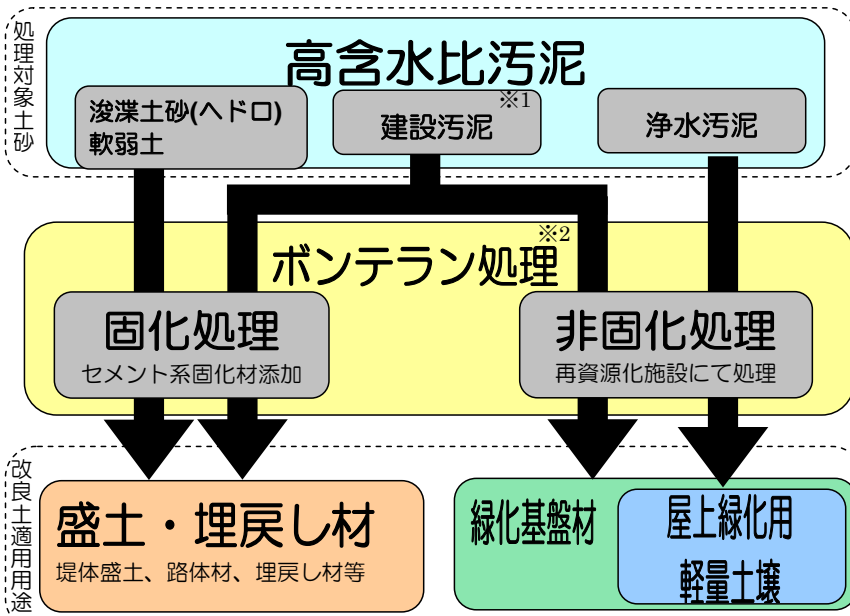 処理対象土砂
高含水比汚泥
浚渫土砂(ヘドロ)
軟弱土
建設汚泥
※1
浄水汚泥
ボンテラン処理
※2
固化処理
セメント系固化材添加
非固化処理
再資源化施設にて処理
改良土適用用途
盛土・埋戻し材
堤体盛土、路体材、埋戻し材等
緑化基盤材
屋上緑化用
軽量土壌